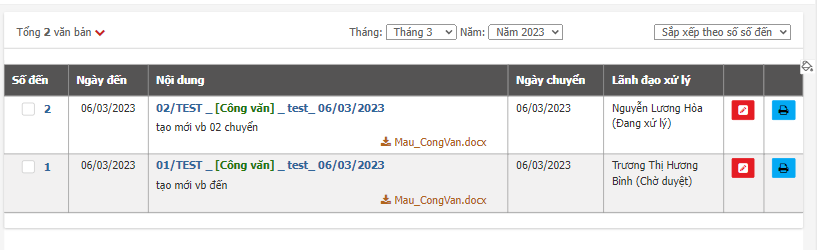 Tổng 2 văn bản
Tháng: Tháng 3 Năm: Năm 2023
Sắp xếp theo số số đến
Số đến Ngày đến Nội dung Ngày chuyển Lãnh đạo xử lý
2 06/03/2023 02/TEST _ [Công văn] _ test_ 06/03/2023 06/03/2023 Nguyễn Lương Hòa
tạo mới vb 02 chuyển (Đang xử lý)
Mau_CongVan.docx
1 06/03/2023 01/TEST _ [Công văn] _ test_ 06/03/2023 06/03/2023 Trương Thị Hương
tạo mới vb đến Bình (Chờ duyệt)
Mau_CongVan.docx